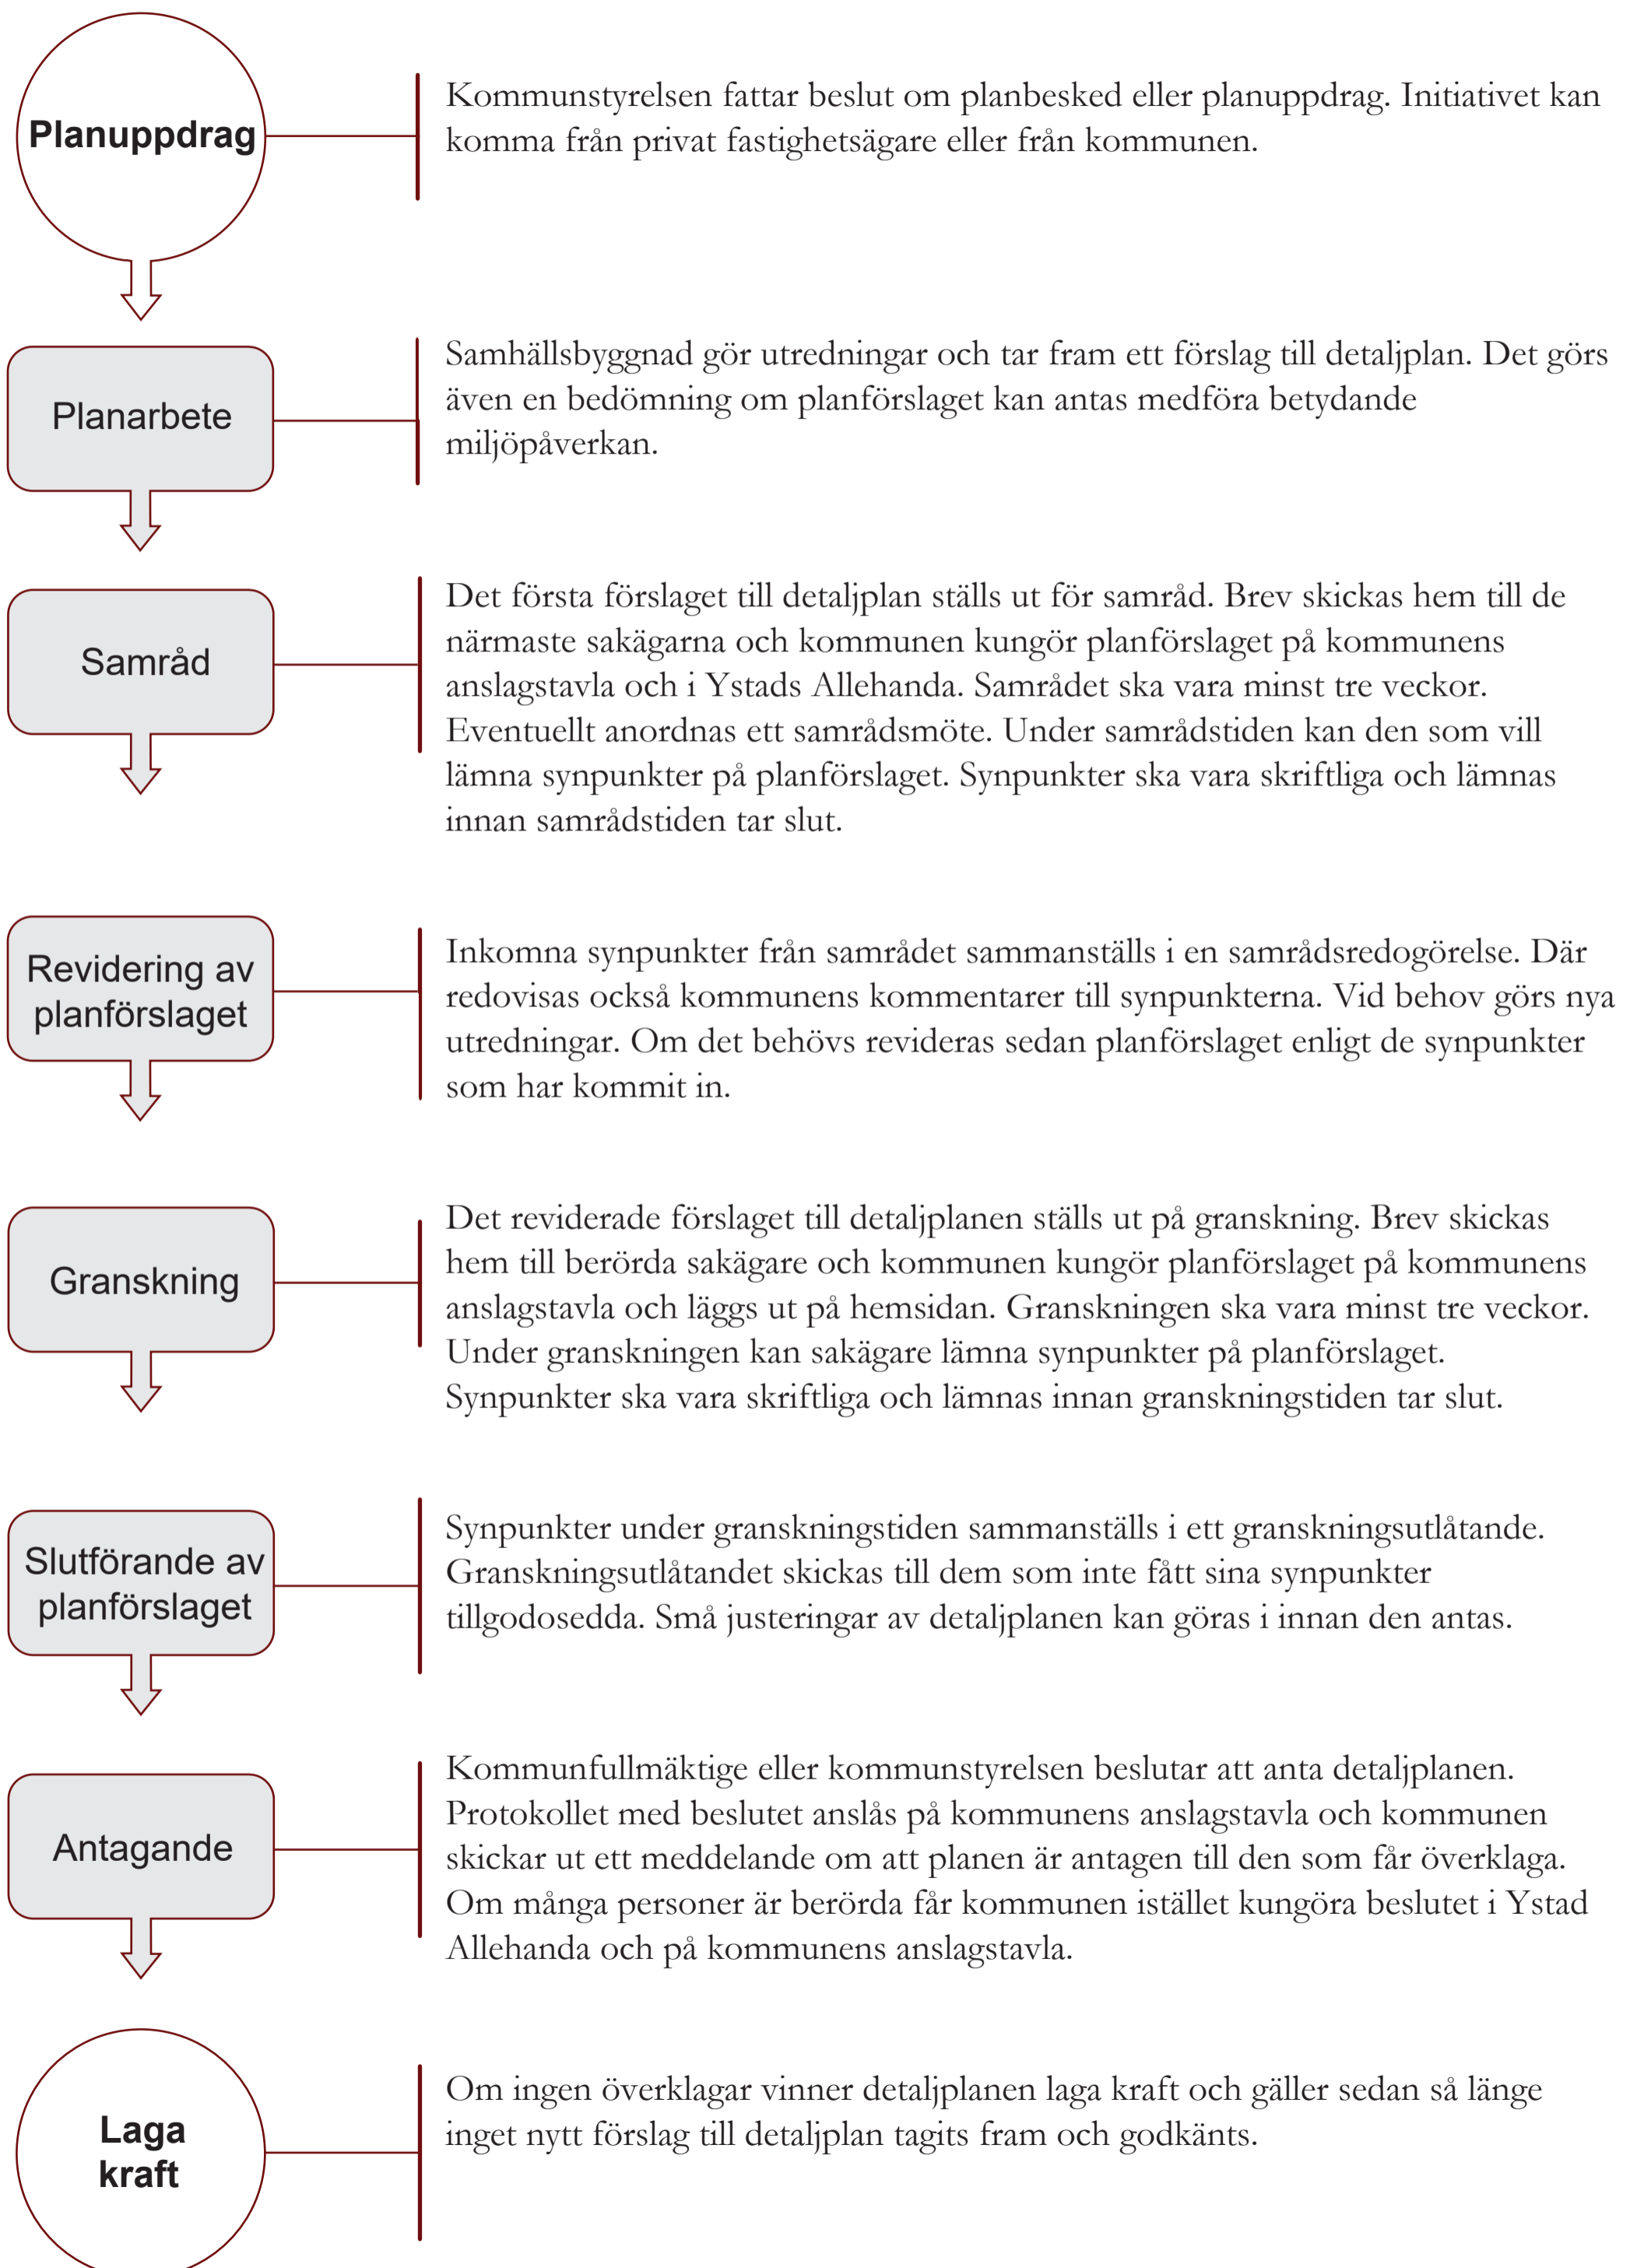 Planuppdrag
Kommunstyrelsen fattar beslut om planbesked eller planuppdrag. Initiativet kan
komma från privat fastighetsägare eller från kommunen.
Planarbete
Samhällsbyggnad gör utredningar och tar fram ett förslag till detaljplan. Det görs
även en bedömning om planförslaget kan antas medföra betydande
miljöpåverkan.
Samråd
Det första förslaget till detaljplan ställs ut för samråd. Brev skickas hem till de
närmaste sakägarna och kommunen kungör planförslaget på kommunens
anslagstavla och i Ystads Allehanda. Samrådet ska vara minst tre veckor.
Eventuellt anordnas ett samrådsmöte. Under samrådstiden kan den som vill
lämna synpunkter på planförslaget. Synpunkter ska vara skriftliga och lämnas
innan samrådstiden tar slut.
Revidering av
planförslaget
Inkomna synpunkter från samrådet sammanställs i en samrådsredogörelse. Där
redovisas också kommunens kommentarer till synpunkterna. Vid behov görs nya
utredningar. Om det behövs revideras sedan planförslaget enligt de synpunkter
som har kommit in.
Granskning
Det reviderade förslaget till detaljplanen ställs ut på granskning. Brev skickas
hem till berörda sakägare och kommunen kungör planförslaget på kommunens
anslagstavla och läggs ut på hemsidan. Granskningen ska vara minst tre veckor.
Under granskningen kan sakägare lämna synpunkter på planförslaget.
Synpunkter ska vara skriftliga och lämnas innan granskningstiden tar slut.
Slutförande av
planförslaget
Synpunkter under granskningstiden sammanställs i ett granskningsutlåtande.
Granskningsutlåtandet skickas till dem som inte fått sina synpunkter
tillgodosedda. Små justeringar av detaljplanen kan göras i innan den antas.
Antagande
Kommunfullmäktige eller kommunstyrelsen beslutar att anta detaljplanen.
Protokollet med beslutet anslås på kommunens anslagstavla och kommunen
skickar ut ett meddelande om att planen är antagen till den som får överklaga.
Om många personer är berörda får kommunen istället kungöra beslutet i Ystad
Allehanda och på kommunens anslagstavla.
Laga
kraft
Om ingen överklagar vinner detaljplanen laga kraft och gäller sedan så länge
inget nytt förslag till detaljplan tagits fram och godkänts.